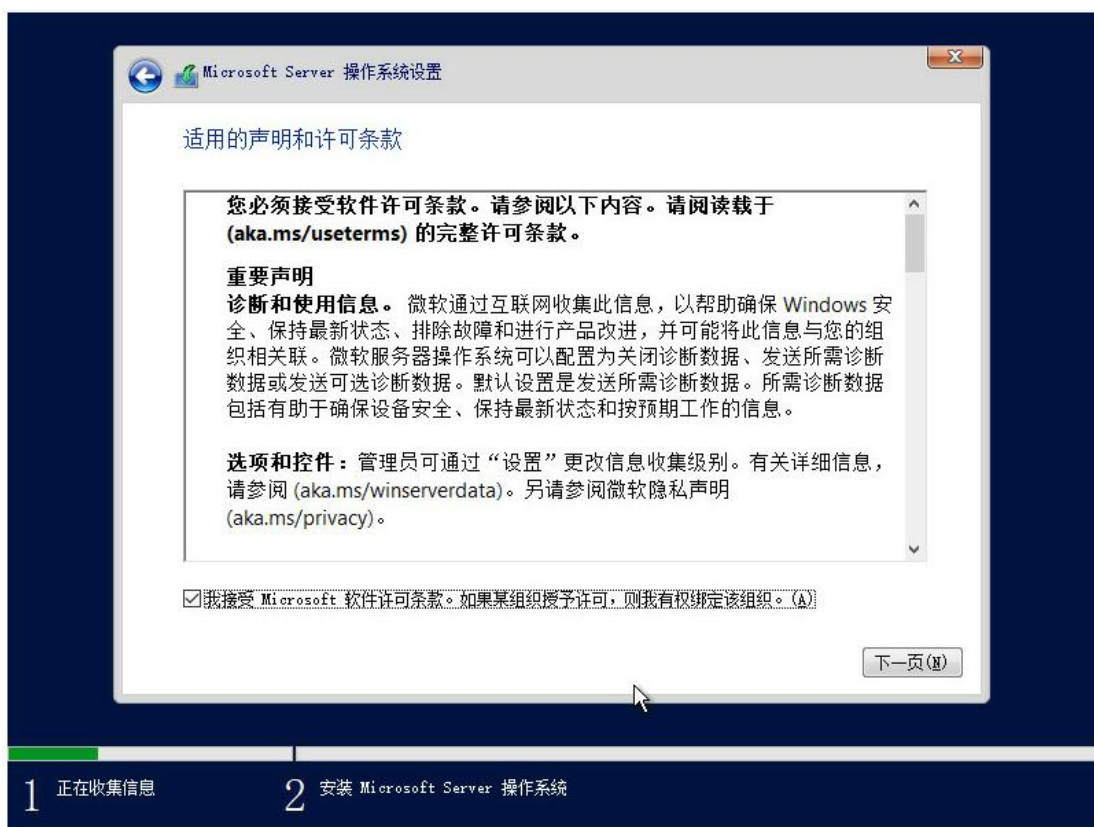 Microsoft Server 操作系统设置
适用的声明和许可条款
您必须接受软件许可条款。请参阅以下内容。请阅读载于
(aka.ms/useterms) 的完整许可条款。
重要声明
诊断和使用信息。 微软通过互联网收集此信息，以帮助确保 Windows 安
全、保持最新状态、排除故障和进行产品改进，并可能将此信息与您的组
织相关联。微软服务器操作系统可以配置为关闭诊断数据、发送所需诊断
数据或发送可选诊断数据。默认设置是发送所需诊断数据。所需诊断数据
包括有助于确保设备安全、保持最新状态和按预期工作的信息。
选项和控件：管理员可通过“设置”更改信息收集级别。有关详细信息，
请参阅 (aka.ms/winserverdata)。另请参阅微软隐私声明
(aka.ms/privacy)。
我接受 Microsoft 软件许可条款。如果某组织授予许可，则我有权绑定该组织。(A)
下一页(N)
1 正在收集信息
2 安装 Microsoft Server 操作系统